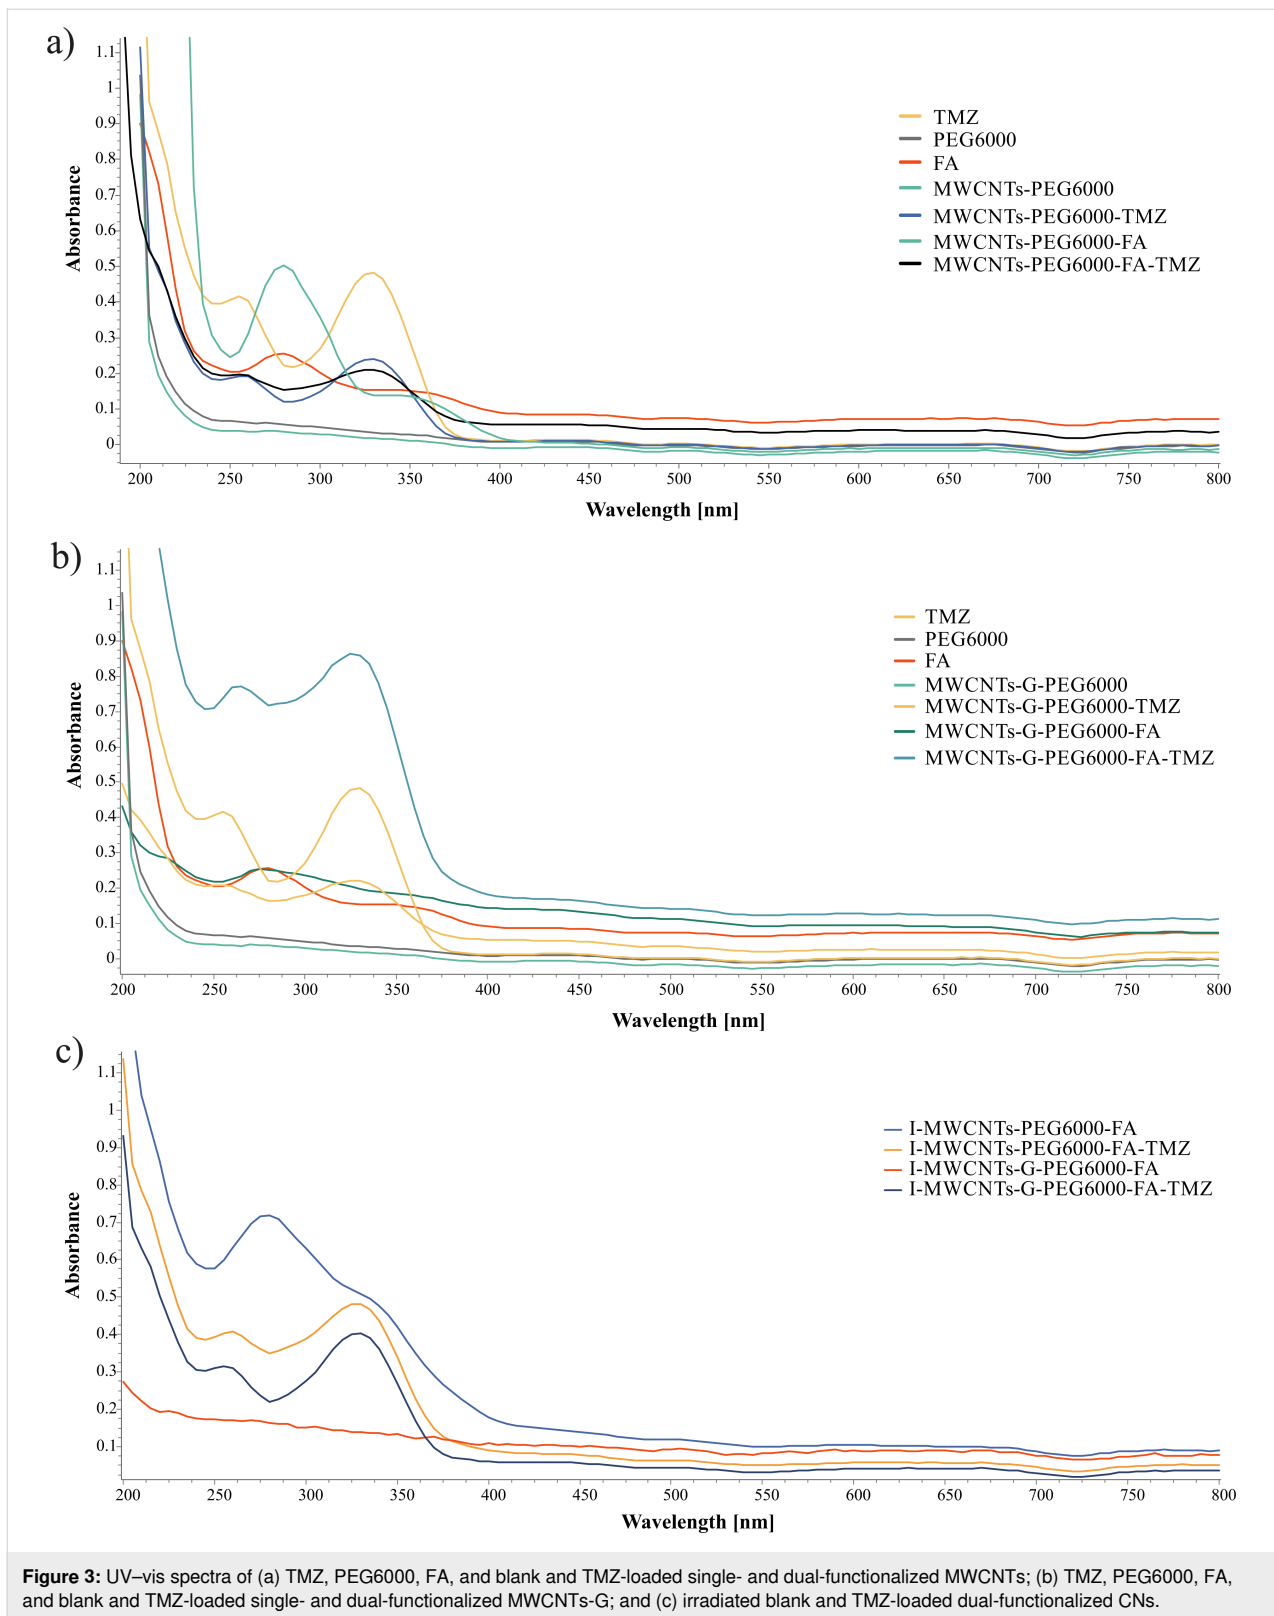 a)
1.1
1
0.9
0.8
0.7
0.6
0.5
0.4
0.3
0.2
0.1
0
Absorbance
200 250 300 350 400 450 500 550 600 650 700 750 800
Wavelength [nm]
TMZ
PEG6000
FA
MWCNTs-PEG6000
MWCNTs-PEG6000-TMZ
MWCNTs-PEG6000-FA
MWCNTs-PEG6000-FA-TMZ
b)
1.1
1
0.9
0.8
0.7
0.6
0.5
0.4
0.3
0.2
0.1
0
Absorbance
200 250 300 350 400 450 500 550 600 650 700 750 800
Wavelength [nm]
TMZ
PEG6000
FA
MWCNTs-G-PEG6000
MWCNTs-G-PEG6000-TMZ
MWCNTs-G-PEG6000-FA
MWCNTs-G-PEG6000-FA-TMZ
c)
1.1
1
0.9
0.8
0.7
0.6
0.5
0.4
0.3
0.2
0.1
Absorbance
200 250 300 350 400 450 500 550 600 650 700 750 800
Wavelength [nm]
I-MWCNTs-PEG6000-FA
I-MWCNTs-PEG6000-FA-TMZ
I-MWCNTs-G-PEG6000-FA
I-MWCNTs-G-PEG6000-FA-TMZ
Figure 3: UV–vis spectra of (a) TMZ, PEG6000, FA, and blank and TMZ-loaded single- and dual-functionalized MWCNTs; (b) TMZ, PEG6000, FA,
and blank and TMZ-loaded single- and dual-functionalized MWCNTs-G; and (c) irradiated blank and TMZ-loaded dual-functionalized CNs.